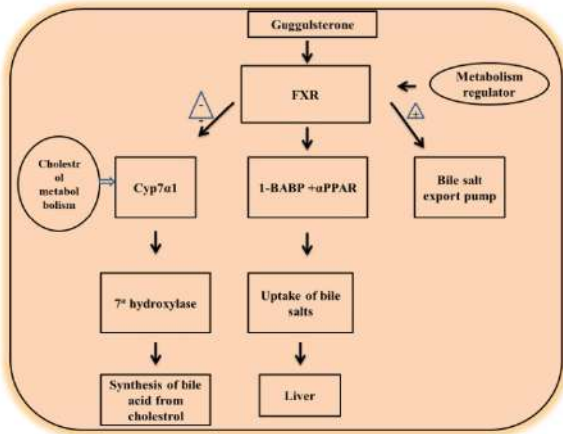 Guggulsterone
FXR
Metabolism
regulator
-
-
+
Cholestr
ol
metabol
bolism
Cyp7α1
1-BABP +αPPAR
Bile salt
export pump
7ª hydroxylase
Uptake of bile
salts
Synthesis of bile
acid from
cholestrol
Liver